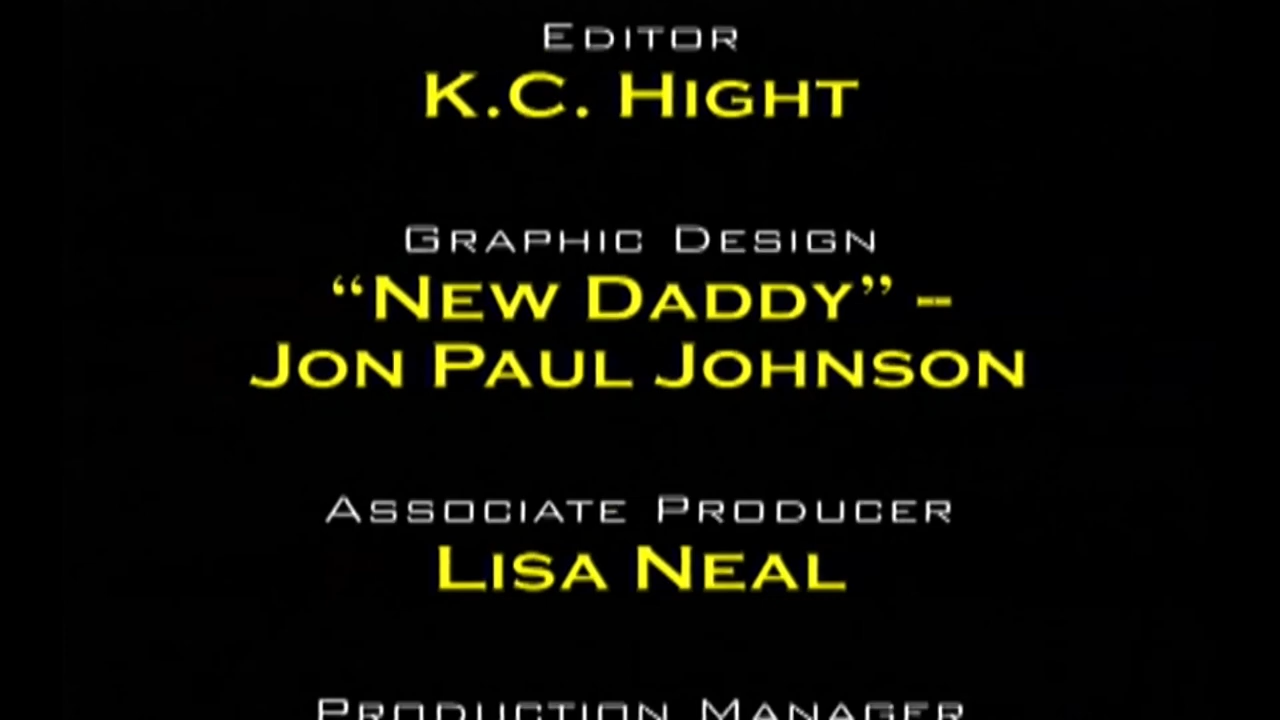 Editor
K.C. Hight
Graphic Design
“New Daddy” –
Jon Paul Johnson
Associate Producer
Lisa Neal
Production Manager